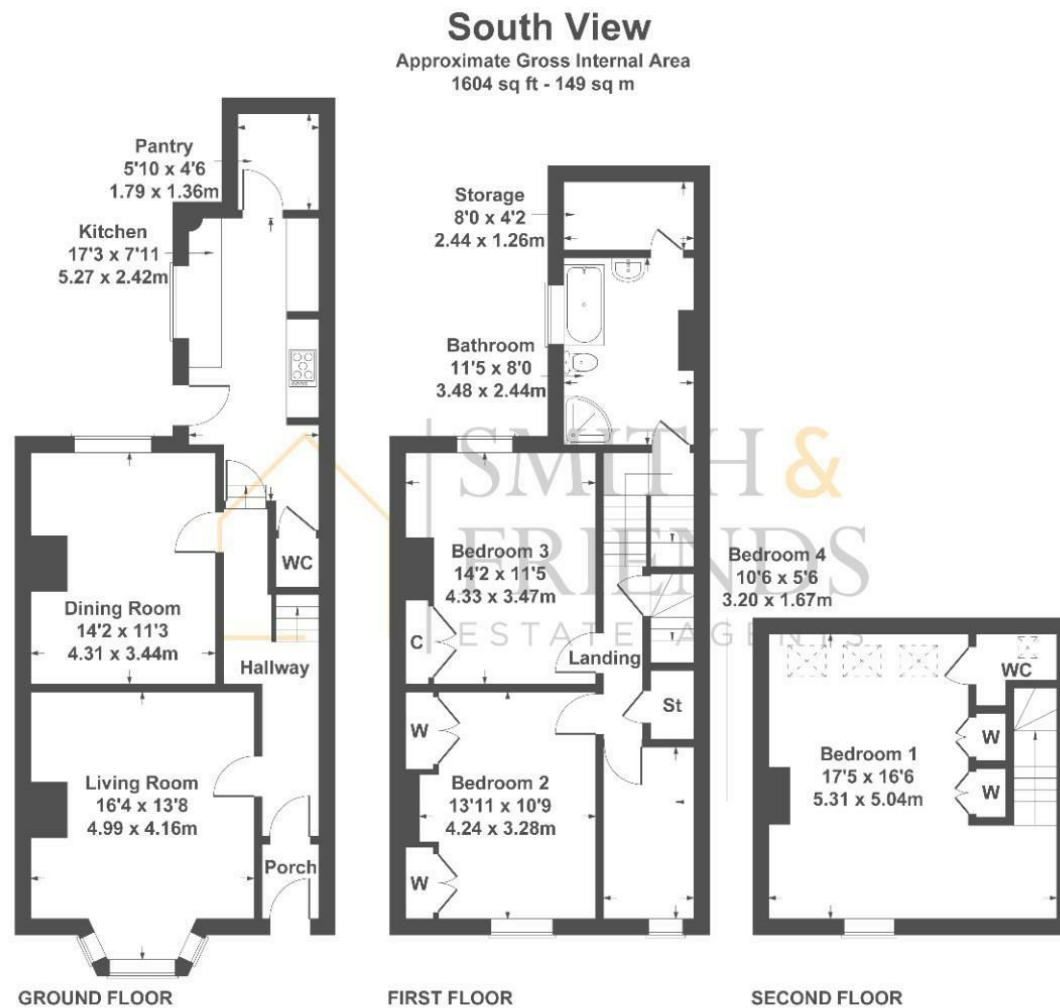 South View
Approximate Gross Internal Area
1604 sq ft - 149 sq m
Pantry
5'10 x 4'6
1.79 x 1.36m
Kitchen
17'3 x 7'11
5.27 x 2.42m
WC
Dining Room
14'2 x 11'3
4.31 x 3.44m
Hallway
Living Room
16'4 x 13'8
4.99 x 4.16m
Porch
GROUND FLOOR
Storage
8'0 x 4'2
2.44 x 1.26m
Bathroom
11'5 x 8'0
3.48 x 2.44m
SMITH &
FRIENDS
ESTATE AGENTS
Bedroom 3
14'2 x 11'5
4.33 x 3.47m
C
Landing
St
W
Bedroom 2
13'11 x 10'9
4.24 x 3.28m
W
FIRST FLOOR
Bedroom 4
10'6 x 5'6
3.20 x 1.67m
WC
W
Bedroom 1
17'5 x 16'6
5.31 x 5.04m
W
SECOND FLOOR